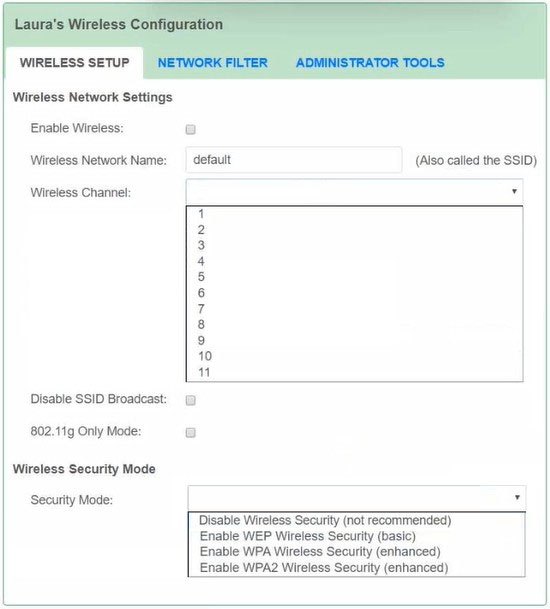 Laura's Wireless Configuration
WIRELESS SETUP NETWORK FILTER ADMINISTRATOR TOOLS
Wireless Network Settings
Enable Wireless:
Wireless Network Name: default (Also called the SSID)
Wireless Channel:
1
2
3
4
5
6
7
8
9
10
11
Disable SSID Broadcast:
802.11g Only Mode:
Wireless Security Mode
Security Mode:
Disable Wireless Security (not recommended)
Enable WEP Wireless Security (basic)
Enable WPA Wireless Security (enhanced)
Enable WPA2 Wireless Security (enhanced)